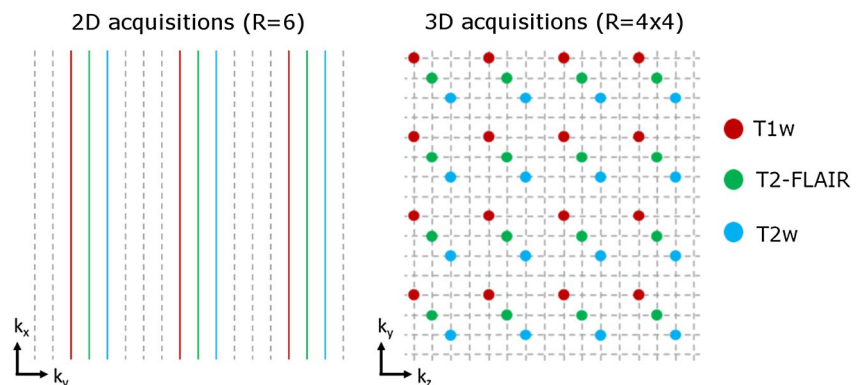 2D acquisitions (R=6)
3D acquisitions (R=4x4)
T1w
T2-FLAIR
T2w
kx
ky
ky
kz